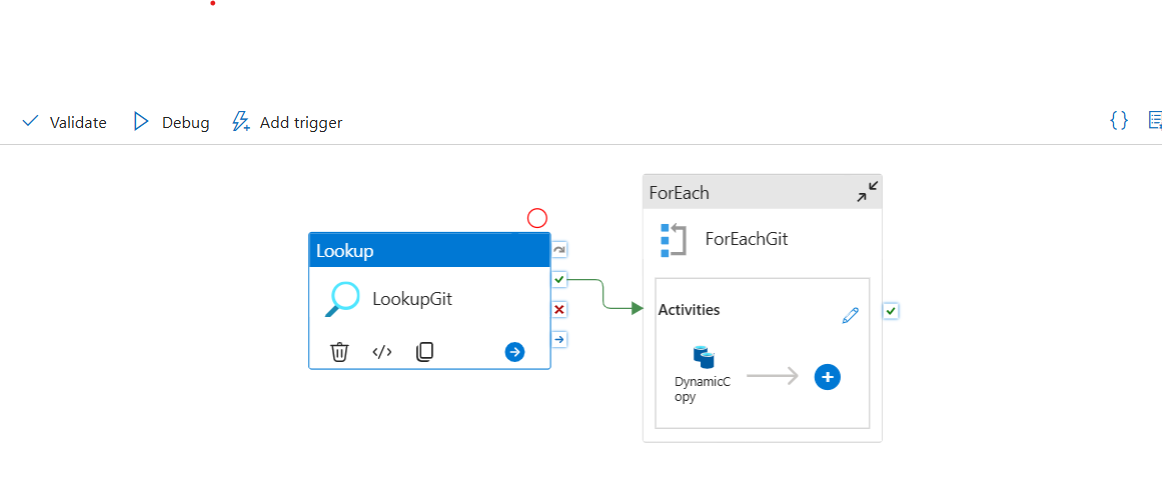 Validate
Debug
Add trigger
{}
ForEach
ForEachGit
Lookup
LookupGit
</>
Activities
DynamicC
opy